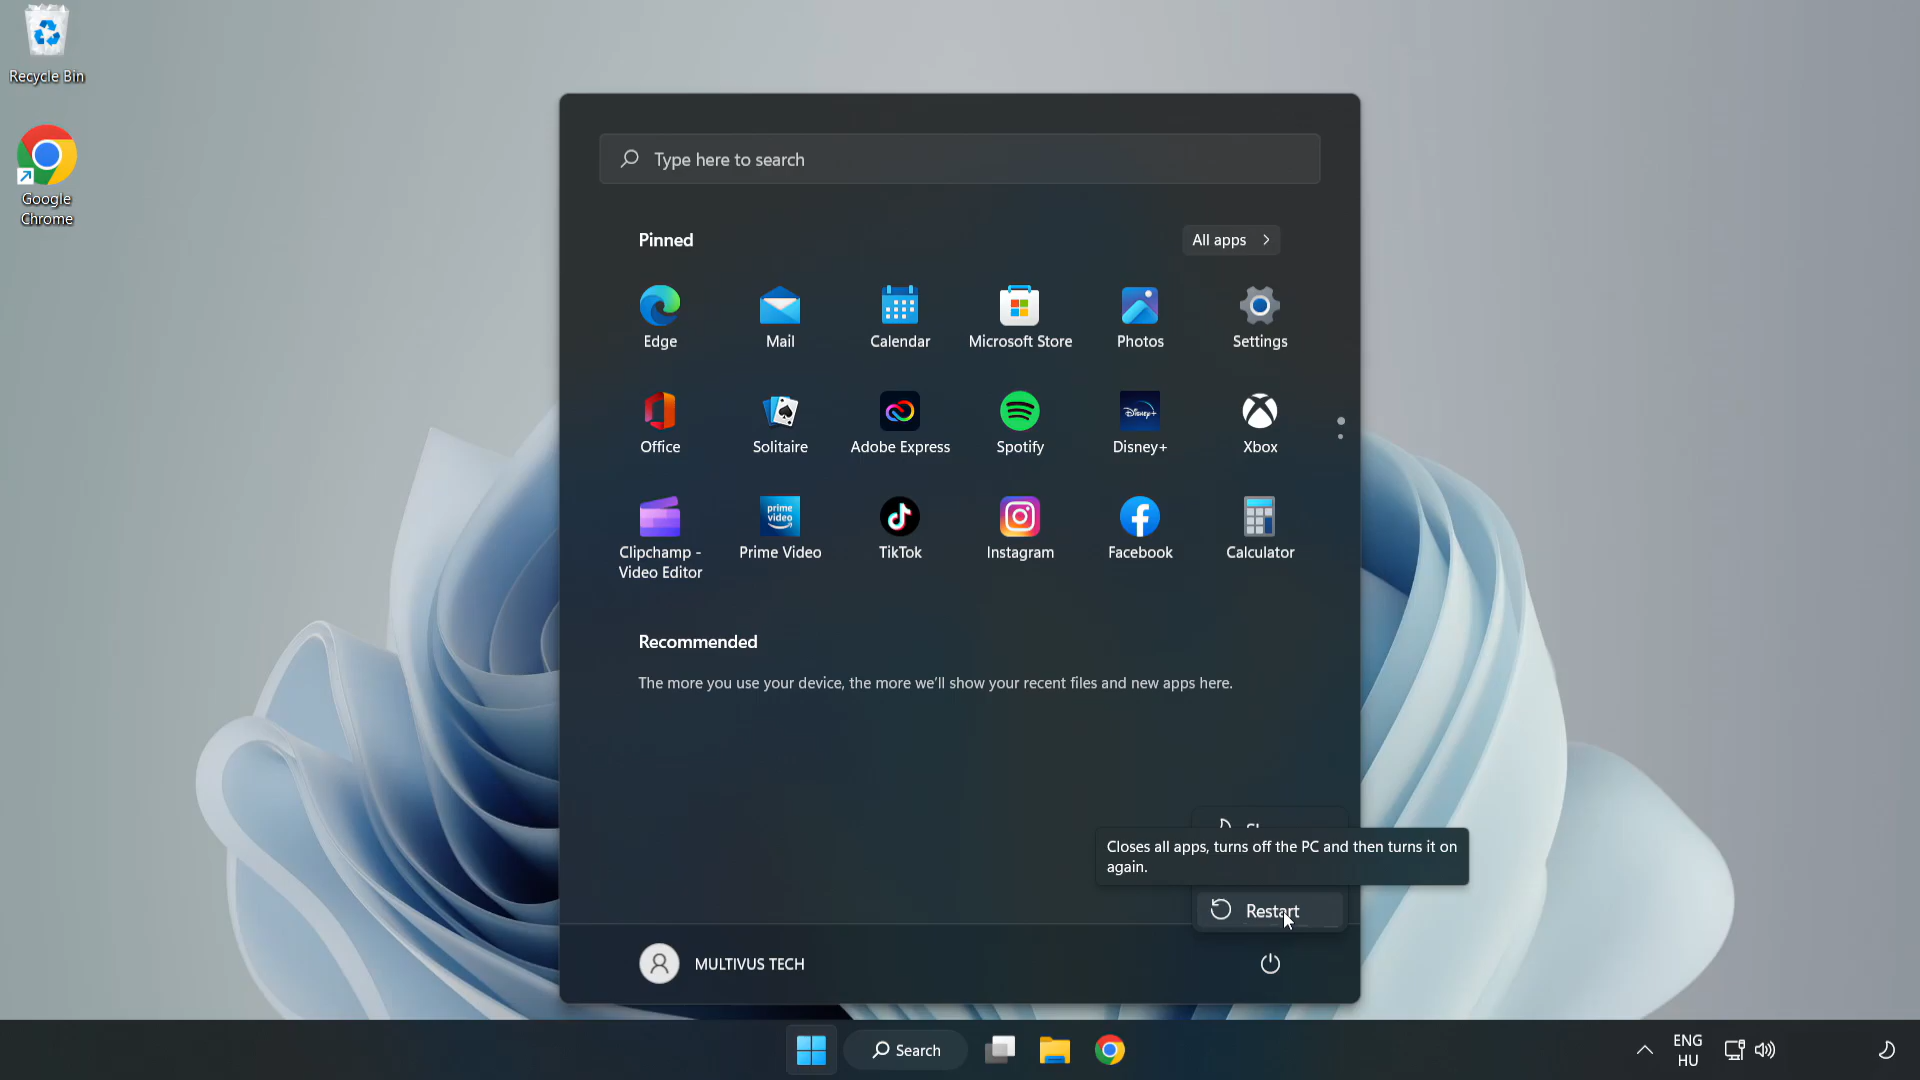 Recycle Bin
Google
Chrome
Type here to search
Pinned
All apps
Edge
Mail
Calendar
Microsoft Store
Photos
Settings
Office
Solitaire
Adobe Express
Spotify
Disney+
Xbox
Disney+
prime
video
Clipchamp -
Video Editor
Prime Video
TikTok
Instagram
Facebook
Calculator
Recommended
The more you use your device, the more we'll show your recent files and new apps here.
Closes all apps, turns off the PC and then turns it on
again.
Restart
MULTIVUS TECH
Search
ENG
HU